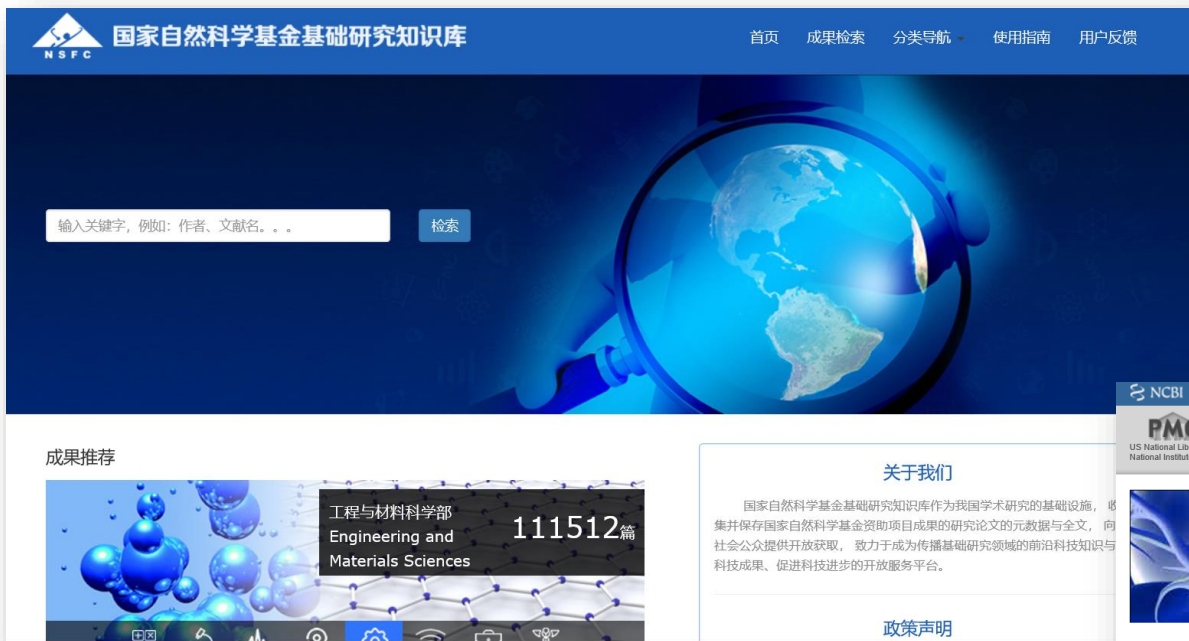 NSFC
国家自然科学基金基础研究知识库
首页 成果检索 分类导航 使用指南 用户反馈
输入关键字，例如：作者、文献名。。。
检索
成果推荐
工程与材料科学部
Engineering and
Materials Sciences
111512篇
关于我们
国家自然科学基金基础研究知识库作为我国学术研究的基础设施， 收
集并保存国家自然科学基金资助项目成果的研究论文的元数据与全文， 向
社会公众提供开放获取， 致力于成为传播基础研究领域的前沿科技知识与
科技成果、促进科技进步的开放服务平台。
政策声明
NCBI
US National
National